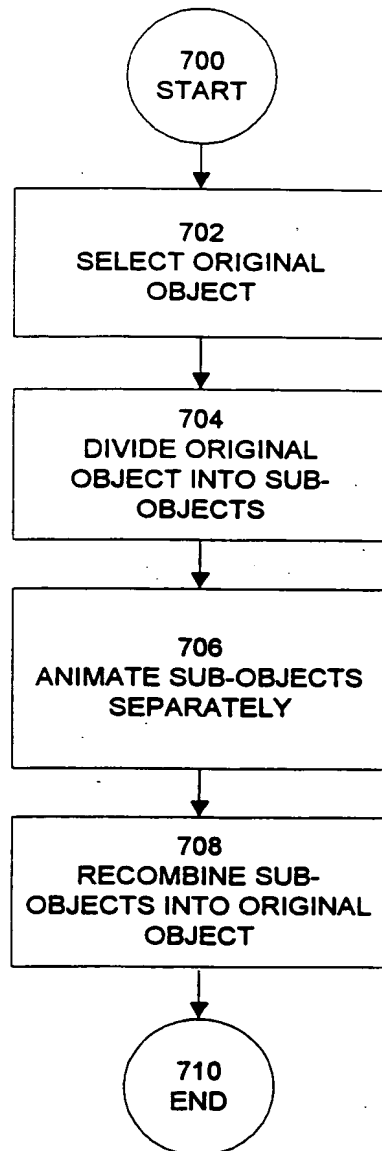 700
START
702
SELECT ORIGINAL
OBJECT
704
DIVIDE ORIGINAL
OBJECT INTO SUB-
OBJECTS
706
ANIMATE SUB-OBJECTS
SEPARATELY
708
RECOMBINE SUB-
OBJECTS INTO ORIGINAL
OBJECT
710
END